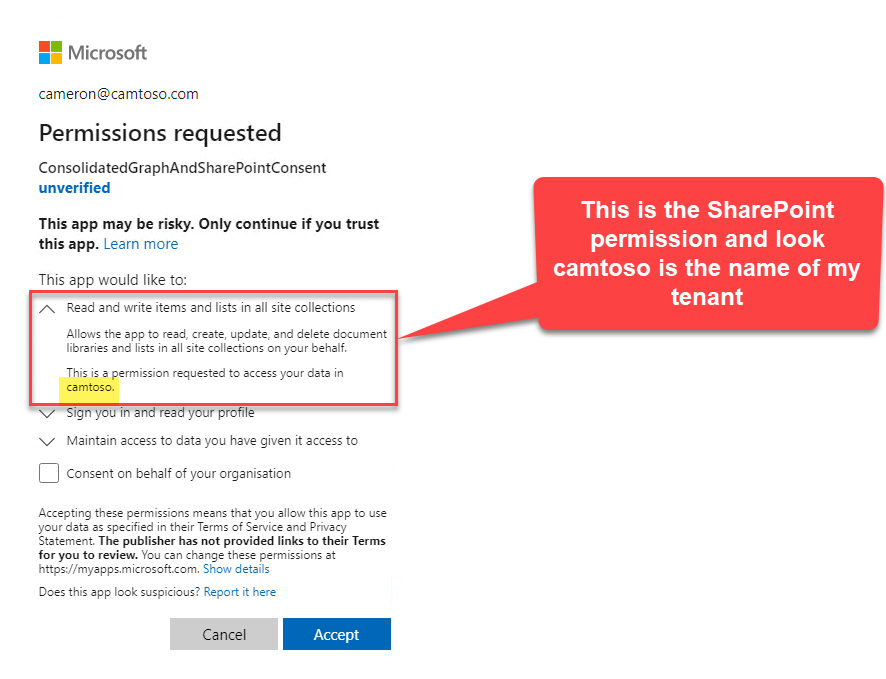 Microsoft
cameron@camtoso.com
Permissions requested
ConsolidatedGraphAndSharePointConsent
unverified
This app may be risky. Only continue if you trust
this app. Learn more
This app would like to:
Read and write items and lists in all site collections
Allows the app to read, create, update, and delete document
libraries and lists in all site collections on your behalf.
This is a permission requested to access your data in
camtoso.
Sign you in and read your profile
Maintain access to data you have given it access to
Consent on behalf of your organisation
Accepting these permissions means that you allow this app to use
your data as specified in their Terms of Service and Privacy
Statement. The publisher has not provided links to their Terms
for you to review. You can change these permissions at
https://myapps.microsoft.com. Show details
Does this app look suspicious? Report it here
Cancel
Accept
This is the SharePoint
permission and look
camtoso is the name of my
tenant